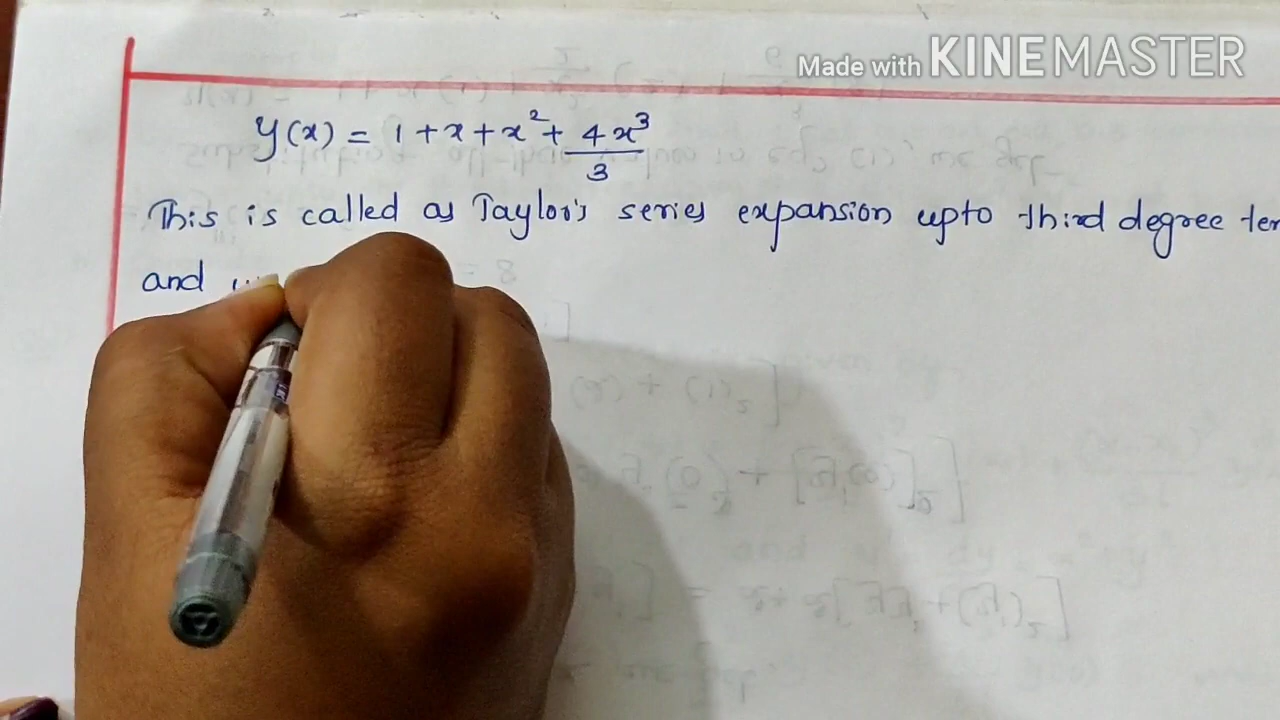 Made with KINEMASTER
y(x) = 1 + x + x² + 4x³/3
This is called as Taylor's series expansion upto third degree ter
and